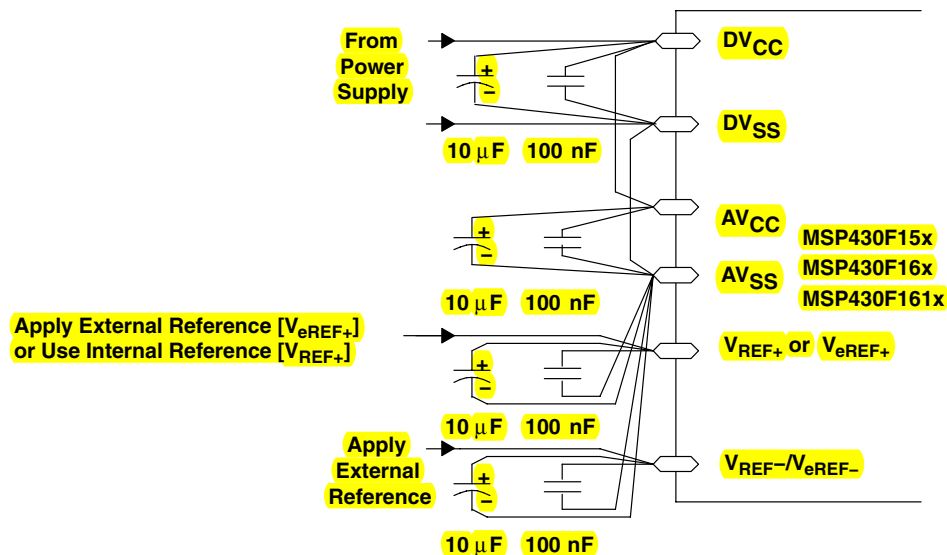 From
Power
Supply
DVCC
+
−
DVSS
10 µF 100 nF
AVCC
+
−
AVSS
MSP430F15x
MSP430F16x
MSP430F161x
10 µF 100 nF
Apply External Reference [VeREF+]
or Use Internal Reference [VREF+]
VREF+ or VeREF+
+
−
10 µF 100 nF
Apply
External
Reference
VREF−/VeREF−
+
−
10 µF 100 nF